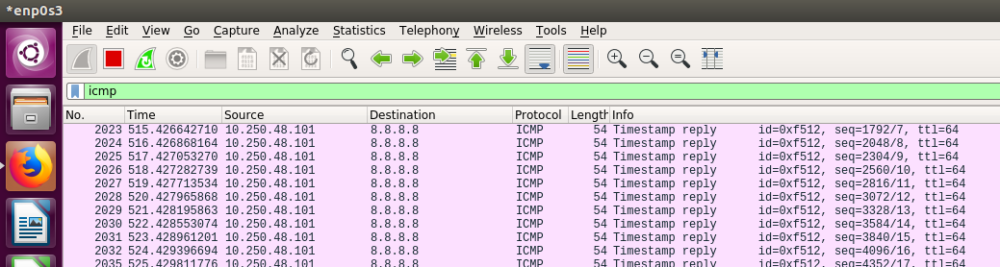 *enp0s3
File Edit View Go Capture Analyze Statistics Telephony Wireless Tools Help
icmp
No. Time Source Destination Protocol Length Info
2023 515.426642710 10.250.48.101 8.8.8.8 ICMP 54 Timestamp reply id=0xf512, seq=1792/7, ttl=64
2024 516.426868164 10.250.48.101 8.8.8.8 ICMP 54 Timestamp reply id=0xf512, seq=2048/8, ttl=64
2025 517.427053270 10.250.48.101 8.8.8.8 ICMP 54 Timestamp reply id=0xf512, seq=2304/9, ttl=64
2026 518.427282739 10.250.48.101 8.8.8.8 ICMP 54 Timestamp reply id=0xf512, seq=2560/10, ttl=64
2027 519.427713534 10.250.48.101 8.8.8.8 ICMP 54 Timestamp reply id=0xf512, seq=2816/11, ttl=64
2028 520.427965868 10.250.48.101 8.8.8.8 ICMP 54 Timestamp reply id=0xf512, seq=3072/12, ttl=64
2029 521.428195863 10.250.48.101 8.8.8.8 ICMP 54 Timestamp reply id=0xf512, seq=3328/13, ttl=64
2030 522.428553074 10.250.48.101 8.8.8.8 ICMP 54 Timestamp reply id=0xf512, seq=3584/14, ttl=64
2031 523.428961201 10.250.48.101 8.8.8.8 ICMP 54 Timestamp reply id=0xf512, seq=3840/15, ttl=64
2032 524.429396694 10.250.48.101 8.8.8.8 ICMP 54 Timestamp reply id=0xf512, seq=4096/16, ttl=64
2035 525.429811776 10.250.48.101 8.8.8.8 ICMP 54 Timestamp reply id=0xf512, seq=4352/17, ttl=64